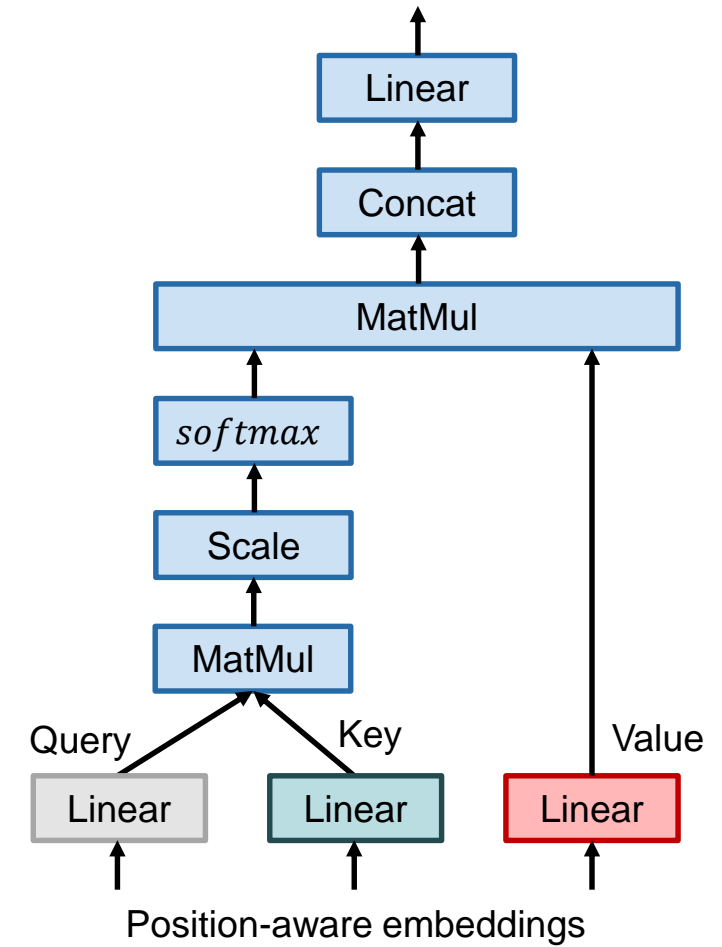 Linear
Concat
MatMul
softmax
Scale
MatMul
Query
Key
Value
Linear
Linear
Linear
Position-aware embeddings